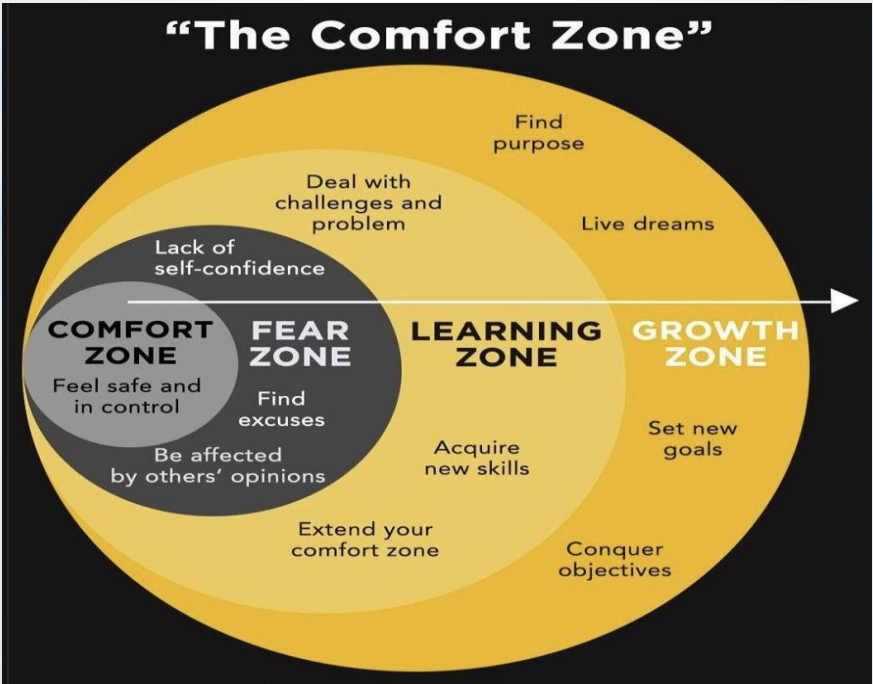 “The Comfort Zone”
Find
purpose
Deal with
challenges and
problem
Live dreams
Lack of
self-confidence
COMFORT
ZONE
Feel safe and
in control
FEAR
ZONE
Find
excuses
Be affected
by others’ opinions
LEARNING
ZONE
Acquire
new skills
Extend your
comfort zone
GROWTH
ZONE
Set new
goals
Conquer
objectives